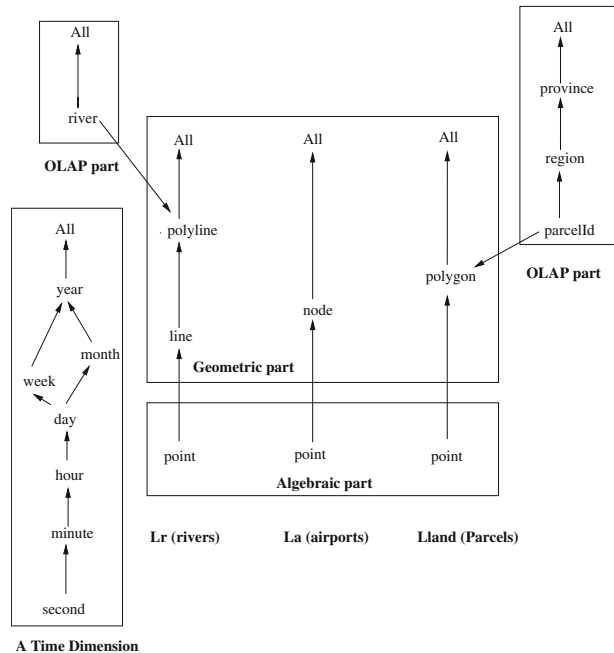 All
river
OLAP part
All
province
region
parcelId
OLAP part
All
All
All
polyline
polygon
node
line
Geometric part
point
point
point
Algebraic part
Lr (rivers)
La (airports)
Lland (Parcels)
All
year
month
week
day
hour
minute
second
A Time Dimension